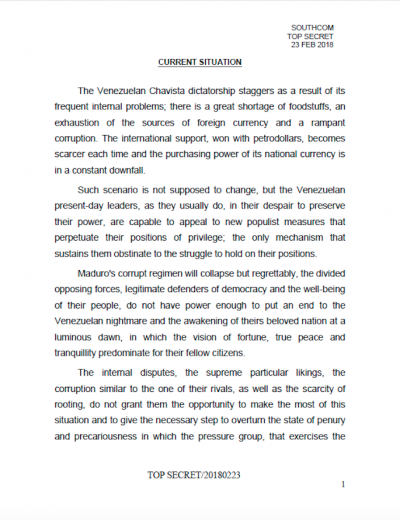 SOUTHCOM
TOP SECRET
23 FEB 2018
CURRENT SITUATION
The Venezuelan Chavista dictatorship staggers as a result of its
frequent internal problems; there is a great shortage of foodstuffs, an
exhaustion of the sources of foreign currency and a rampant
corruption. The international support, won with petrodollars, becomes
scarcer each time and the purchasing power of its national currency is
in a constant downfall.
Such scenario is not supposed to change, but the Venezuelan
present-day leaders, as they usually do, in their despair to preserve
their power, are capable to appeal to new populist measures that
perpetuate their positions of privilege; the only mechanism that
sustains them obstinate to the struggle to hold on their positions.
Maduro's corrupt regimen will collapse but regrettably, the divided
opposing forces, legitimate defenders of democracy and the well-being
of their people, do not have power enough to put an end to the
Venezuelan nightmare and the awakening of theirs beloved nation at a
luminous dawn, in which the vision of fortune, true peace and
tranquillity predominate for their fellow citizens.
The internal disputes, the supreme particular likings, the
corruption similar to the one of their rivals, as well as the scarcity of
rooting, do not grant them the opportunity to make the most of this
situation and to give the necessary step to overturn the state of penury
and precariousness in which the pressure group, that exercises the
TOP SECRET/20180223
1